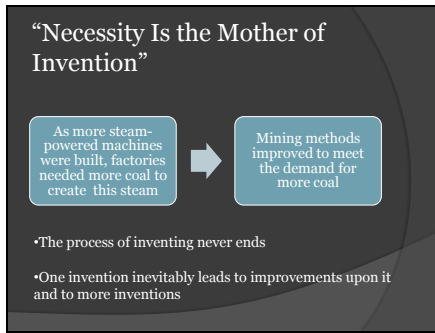 “Necessity Is the Mother of
Invention”
As more steam-
powered machines
were built, factories
needed more coal to
create this steam
Mining methods
improved to meet
the demand for
more coal
•The process of inventing never ends
•One invention inevitably leads to improvements upon it
and to more inventions